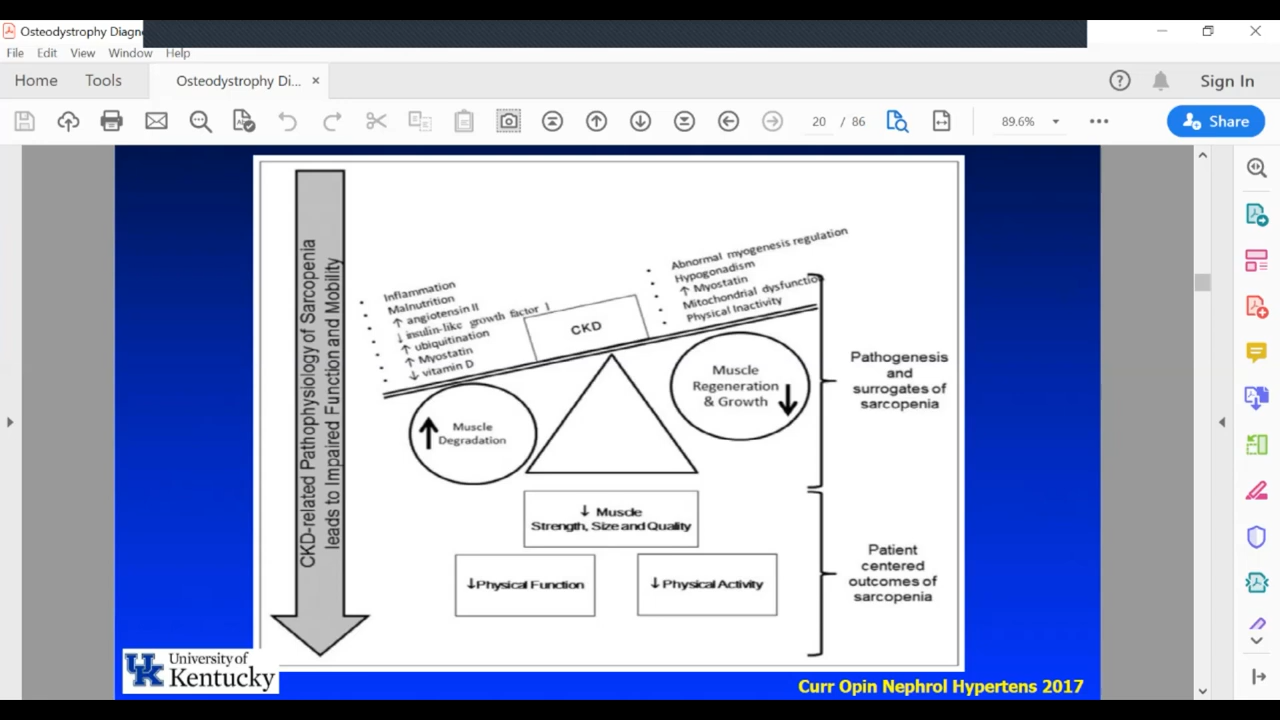 Osteodystrophy Diagn
File Edit View Window Help
Home Tools Osteodystrophy Di... × Sign In
20 / 86 89.6% Share
CKD-related Pathophysiology of Sarcopenia
leads to Impaired Function and Mobility
• Inflammation
• Malnutrition
• ↑ angiotensin II
• ↓ insulin-like growth factor I
• ↑ ubiquitination
• ↑ Myostatin
• ↓ vitamin D
CKD
• Abnormal myogenesis regulation
• Hypogonadism
• ↑ Myostatin
• Mitochondrial dysfunction
• Physical Inactivity
↑ Muscle
Degradation
Muscle
Regeneration
& Growth ↓
Pathogenesis
and
surrogates of
sarcopenia
↓ Muscle
Strength, Size and Quality
↓Physical Function
↓ Physical Activity
Patient
centered
outcomes of
sarcopenia
UK University of
Kentucky
Curr Opin Nephrol Hypertens 2017